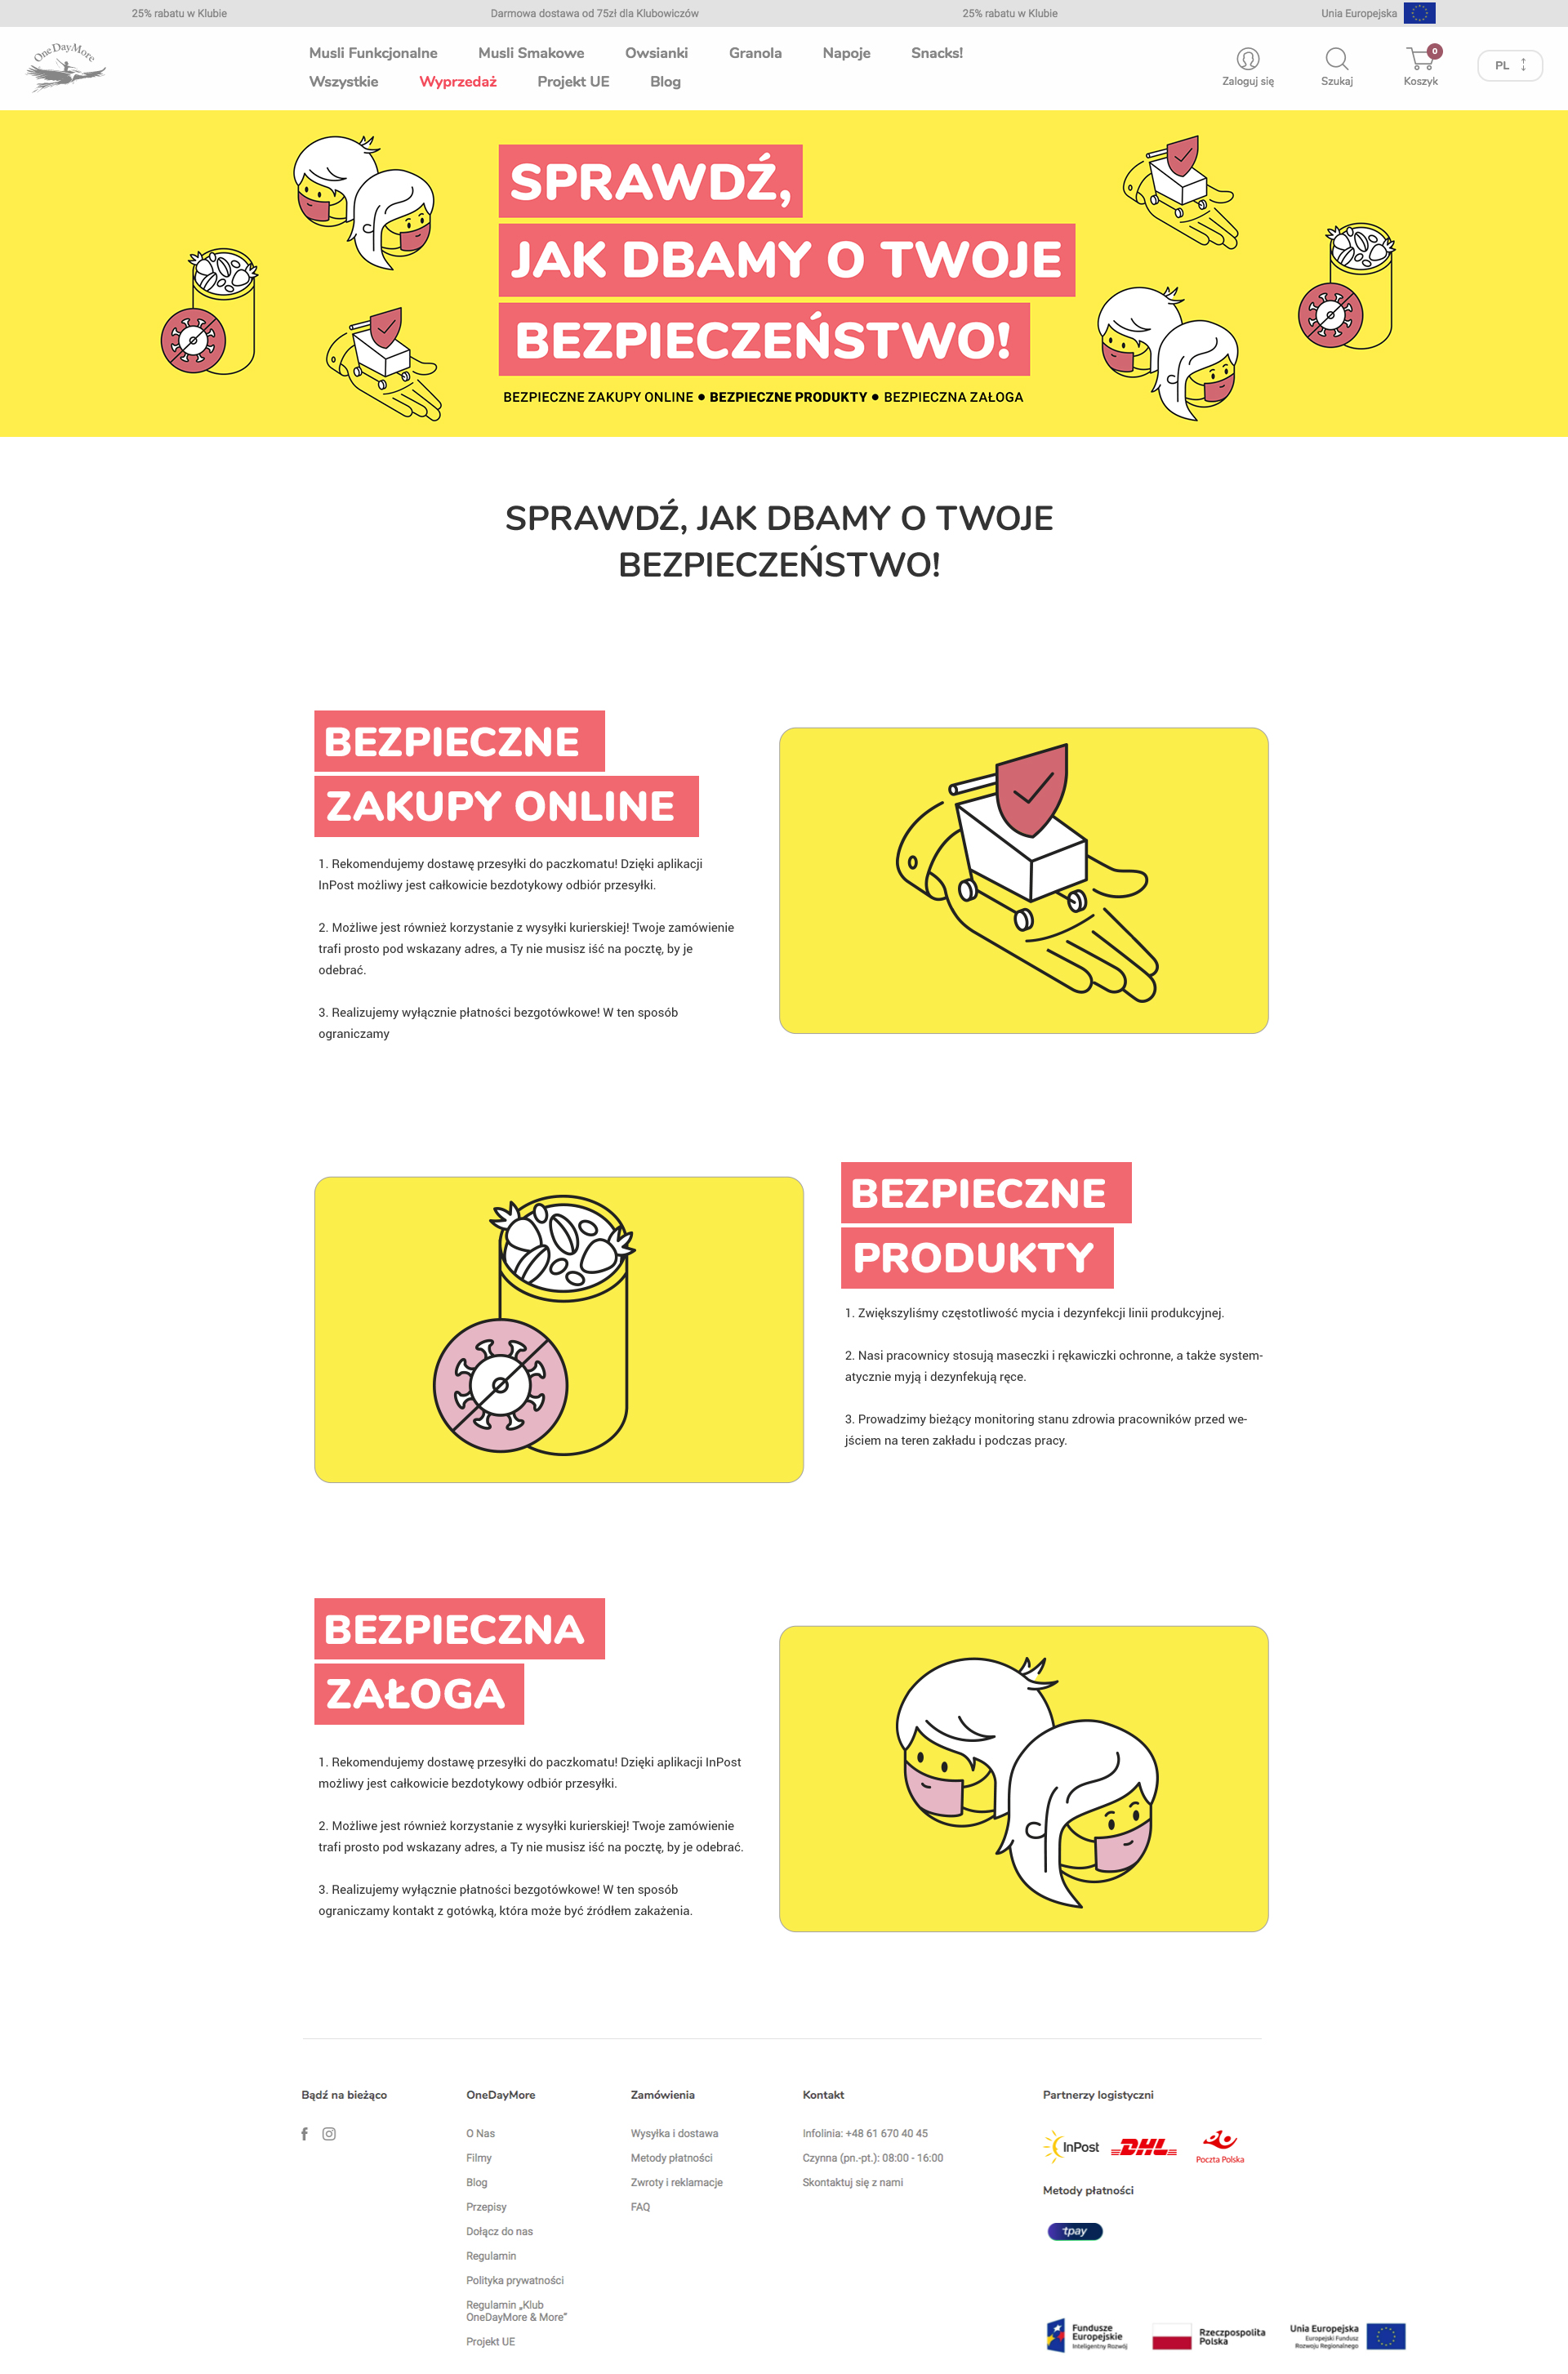 25% rabatu w Klubie
Darmowa dostawa od 75zł dla Klubowiczów
25% rabatu w Klubie
Unia Europejska
OneDayMore
Musli Funkcjonalne
Musli Smakowe
Owsianki
Granola
Napoje
Snacks!
Wszystkie
Wyprzedaż
Projekt UE
Blog
Zaloguj się
Szukaj
0
Koszyk
PL
SPRAWDŹ,
JAK DBAMY O TWOJE
BEZPIECZEŃSTWO!
BEZPIECZNE ZAKUPY ONLINE ● BEZPIECZNE PRODUKTY ● BEZPIECZNA ZAŁOGA
SPRAWDŹ, JAK DBAMY O TWOJE
BEZPIECZEŃSTWO!
BEZPIECZNE
ZAKUPY ONLINE
1. Rekomendujemy dostawę przesyłki do paczkomatu! Dzięki aplikacji
InPost możliwy jest całkowicie bezdotykowy odbiór przesyłki.
2. Możliwe jest również korzystanie z wysyłki kurierskiej! Twoje zamówienie
trafi prosto pod wskazany adres, a Ty nie musisz iść na pocztę, by je
odebrać.
3. Realizujemy wyłącznie płatności bezgotówkowe! W ten sposób
ograniczamy
BEZPIECZNE
PRODUKTY
1. Zwiększyliśmy częstotliwość mycia i dezynfekcji linii produkcyjnej.
2. Nasi pracownicy stosują maseczki i rękawiczki ochronne, a także system-
atycznie myją i dezynfekują ręce.
3. Prowadzimy bieżący monitoring stanu zdrowia pracowników przed we-
jściem na teren zakładu i podczas pracy.
BEZPIECZNA
ZAŁOGA
1. Rekomendujemy dostawę przesyłki do paczkomatu! Dzięki aplikacji InPost
możliwy jest całkowicie bezdotykowy odbiór przesyłki.
2. Możliwe jest również korzystanie z wysyłki kurierskiej! Twoje zamówienie
trafi prosto pod wskazany adres, a Ty nie musisz iść na pocztę, by je odebrać.
3. Realizujemy wyłącznie płatności bezgotówkowe! W ten sposób
ograniczamy kontakt z gotówką, która może być źródłem zakażenia.
Bądź na bieżąco
OneDayMore
O Nas
Filmy
Blog
Przepisy
Dołącz do nas
Regulamin
Polityka prywatności
Regulamin „Klub
OneDayMore & More”
Projekt UE
Zamówienia
Wysyłka i dostawa
Metody płatności
Zwroty i reklamacje
FAQ
Kontakt
Infolinia: +48 61 670 40 45
Czynna (pn.-pt.): 08:00 - 16:00
Skontaktuj się z nami
Partnerzy logistyczni
InPost
DHL
Poczta Polska
Metody płatności
tpay
Fundusze
Europejskie
Inteligentny Rozwój
Rzeczpospolita
Polska
Unia Europejska
Europejski Fundusz
Rozwoju Regionalnego